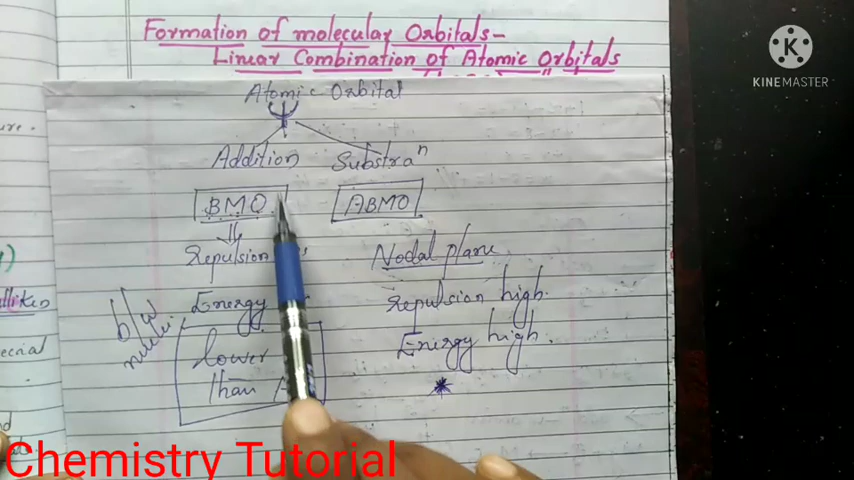 Formation of molecular Orbitals-
Linear Combination of Atomic Orbitals
Atomic Orbital
ψ
Addition Substraⁿ
BMO ABMO
Repulsion Nodal plane
b/w nuclei
Energy Repulsion high.
lower Energy high.
than
K
KINEMASTER
Chemistry Tutorial